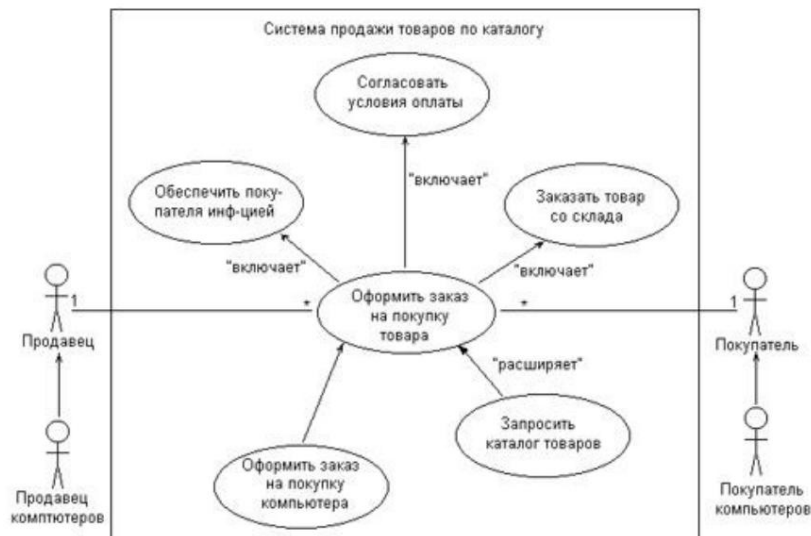 Система продажи товаров по каталогу
Согласовать
условия оплаты
"включает"
Обеспечить поку-
пателя инф-цией
Заказать товар
со склада
"включает"
"включает"
1
*
Оформить заказ
на покупку
товара
*
1
Продавец
Покупатель
"расширяет"
Запросить
каталог товаров
Оформить заказ
на покупку
компьютера
Продавец
комптютеров
Покупатель
компьютеров